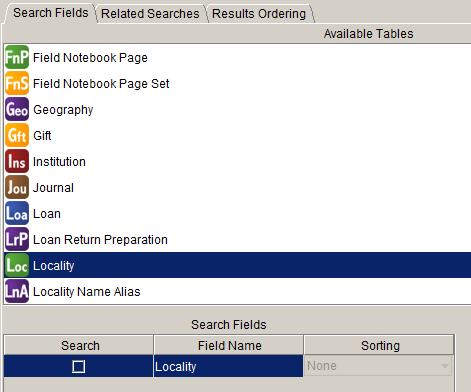 Search Fields Related Searches Results Ordering
Available Tables
FnP Field Notebook Page
FnS Field Notebook Page Set
Geo Geography
Gft Gift
Ins Institution
Jou Journal
Loa Loan
LrP Loan Return Preparation
Loc Locality
LnA Locality Name Alias
Search Fields
Search Field Name Sorting
Locality None